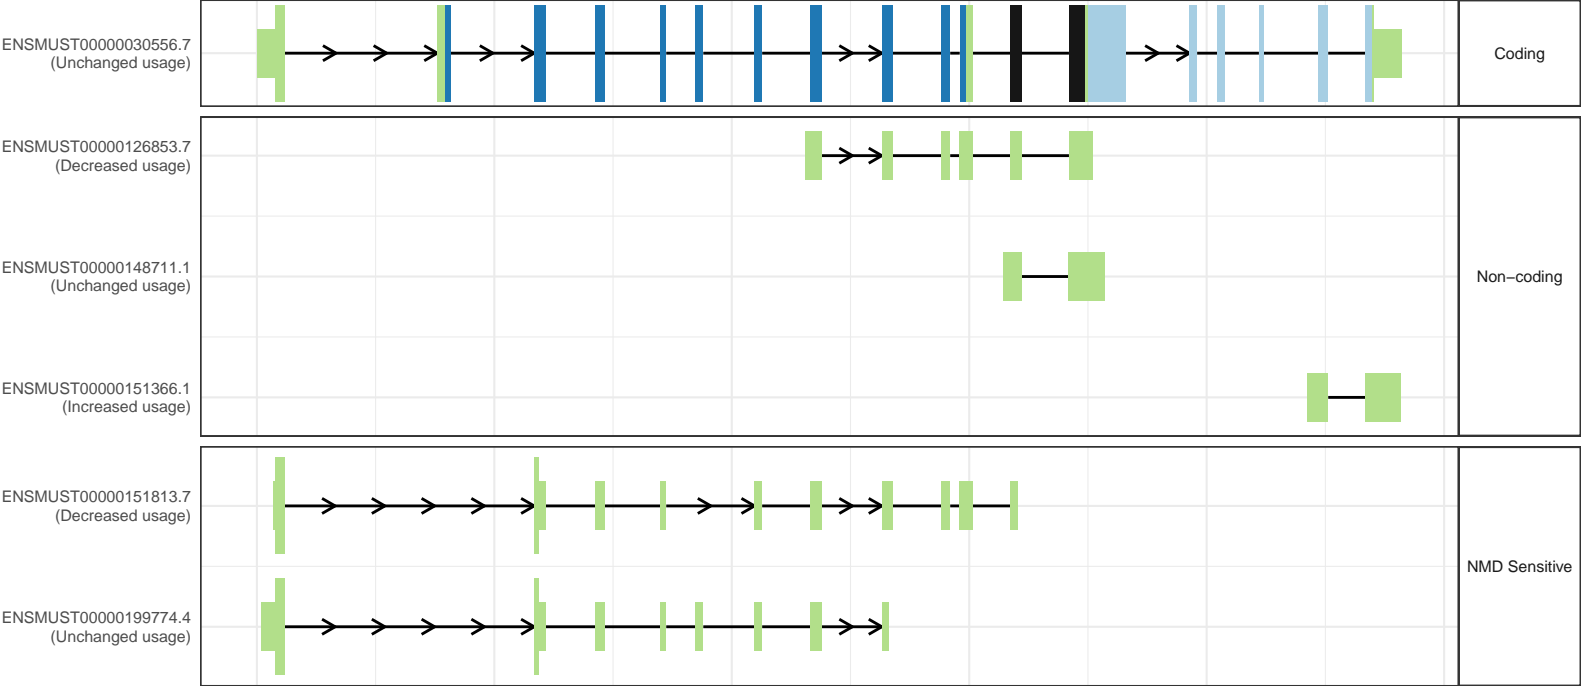 ENSMUST00000030556.7
(Unchanged usage)
Coding
ENSMUST00000126853.7
(Decreased usage)
ENSMUST00000148711.1
(Unchanged usage)
Non−coding
ENSMUST00000151366.1
(Increased usage)
ENSMUST00000151813.7
(Decreased usage)
NMD Sensitive
ENSMUST00000199774.4
(Unchanged usage)